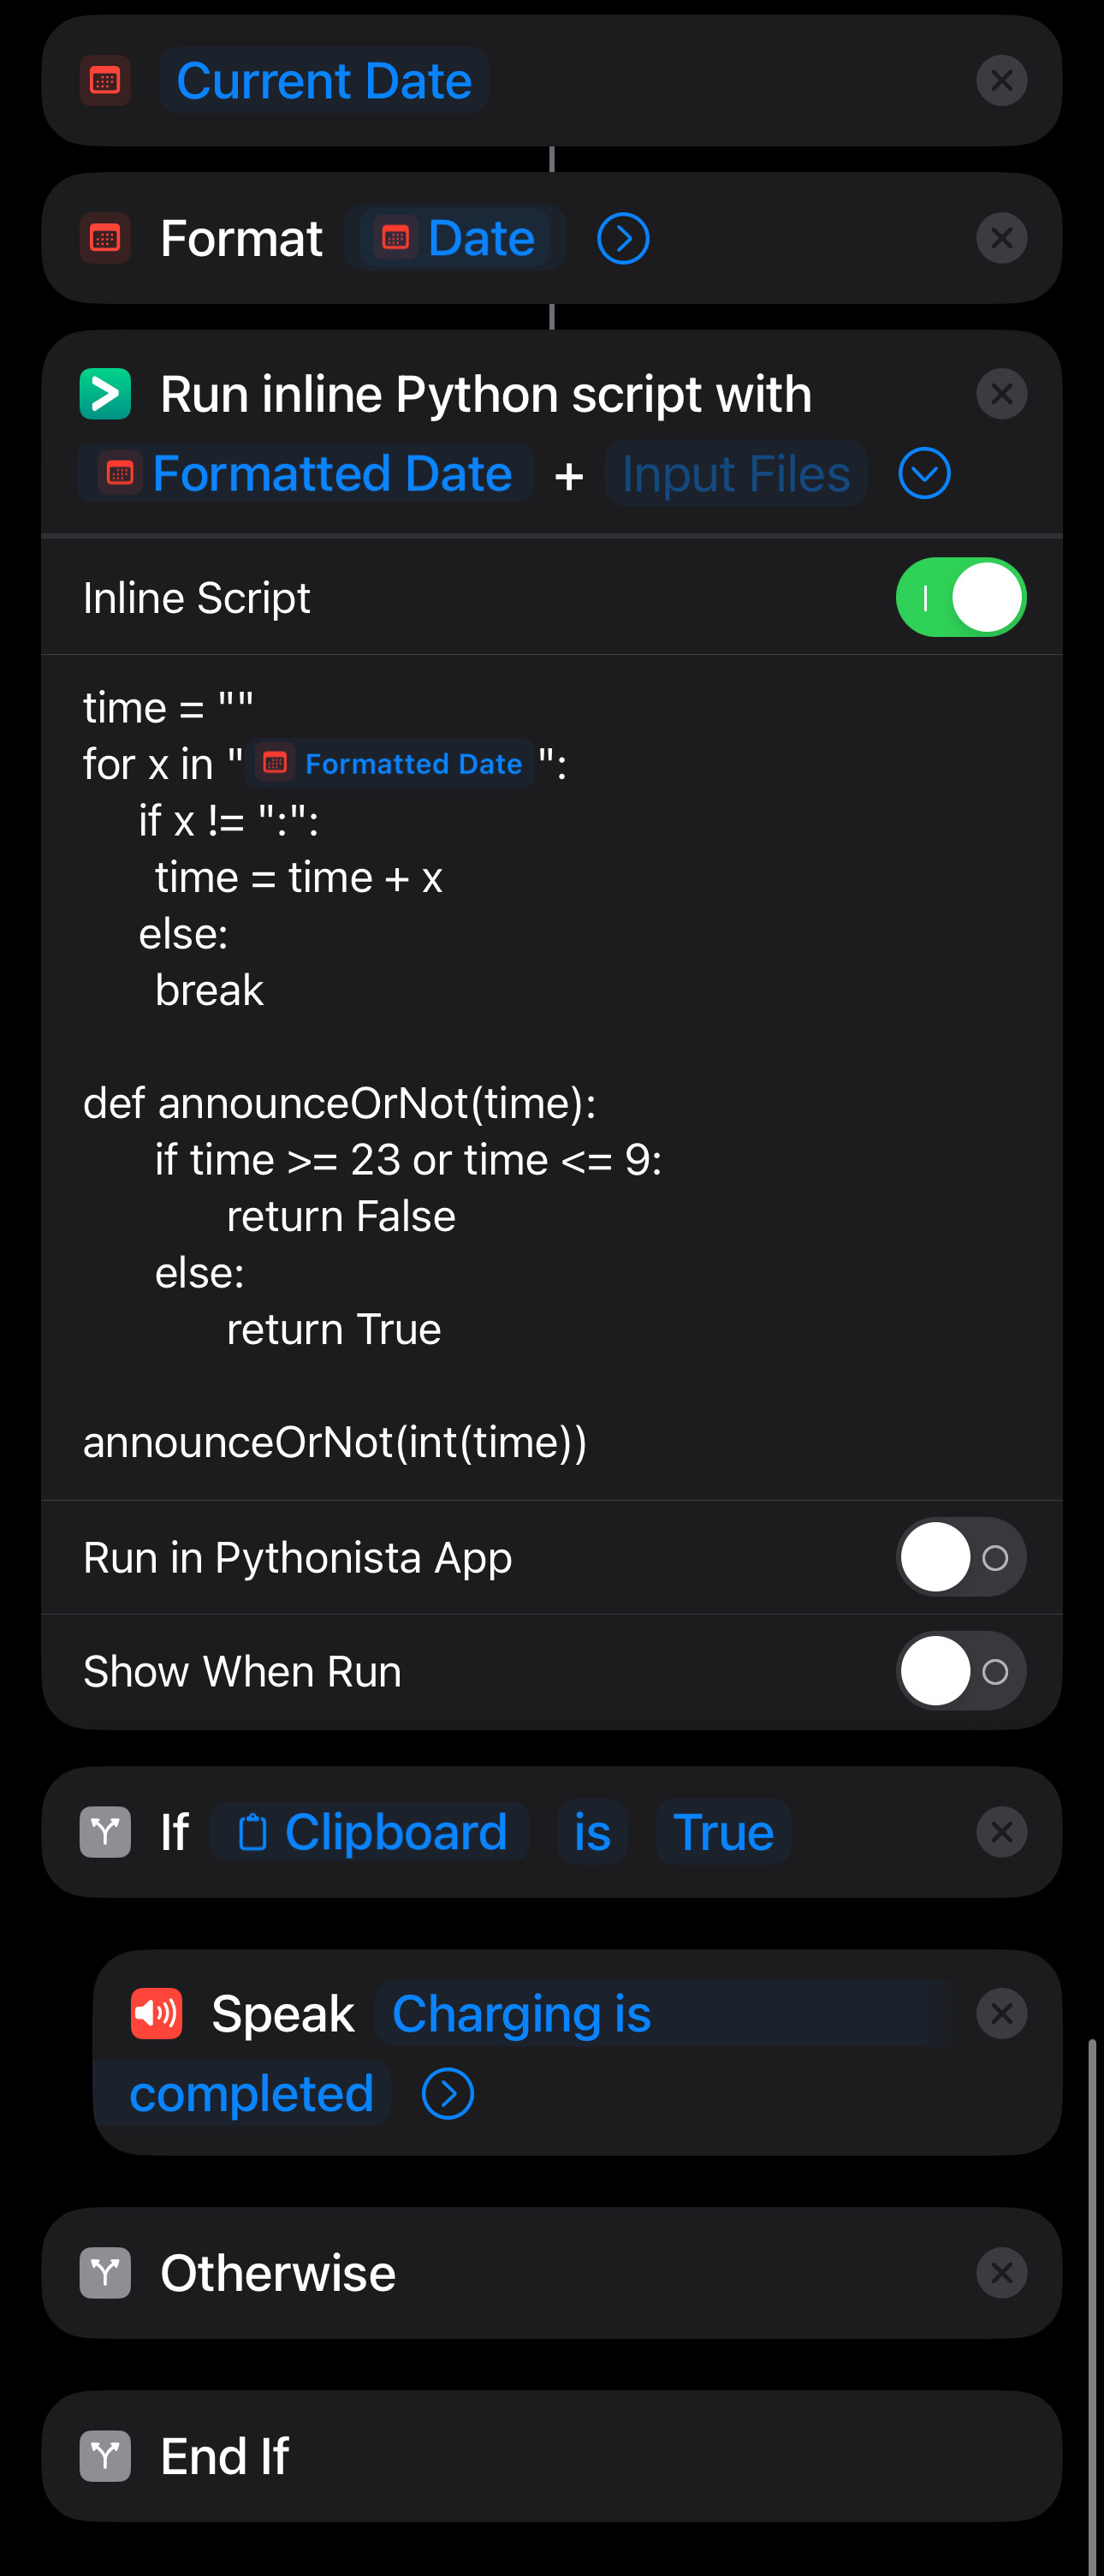 Current Date
Format Date
Run inline Python script with
Formatted Date + Input Files
Inline Script
time = ""
for x in "Formatted Date":
if x != ":":
time = time + x
else:
break
def announceOrNot(time):
if time >= 23 or time <= 9:
return False
else:
return True
announceOrNot(int(time))
Run in Pythonista App
Show When Run
If Clipboard is True
Speak Charging is
completed
Otherwise
End If